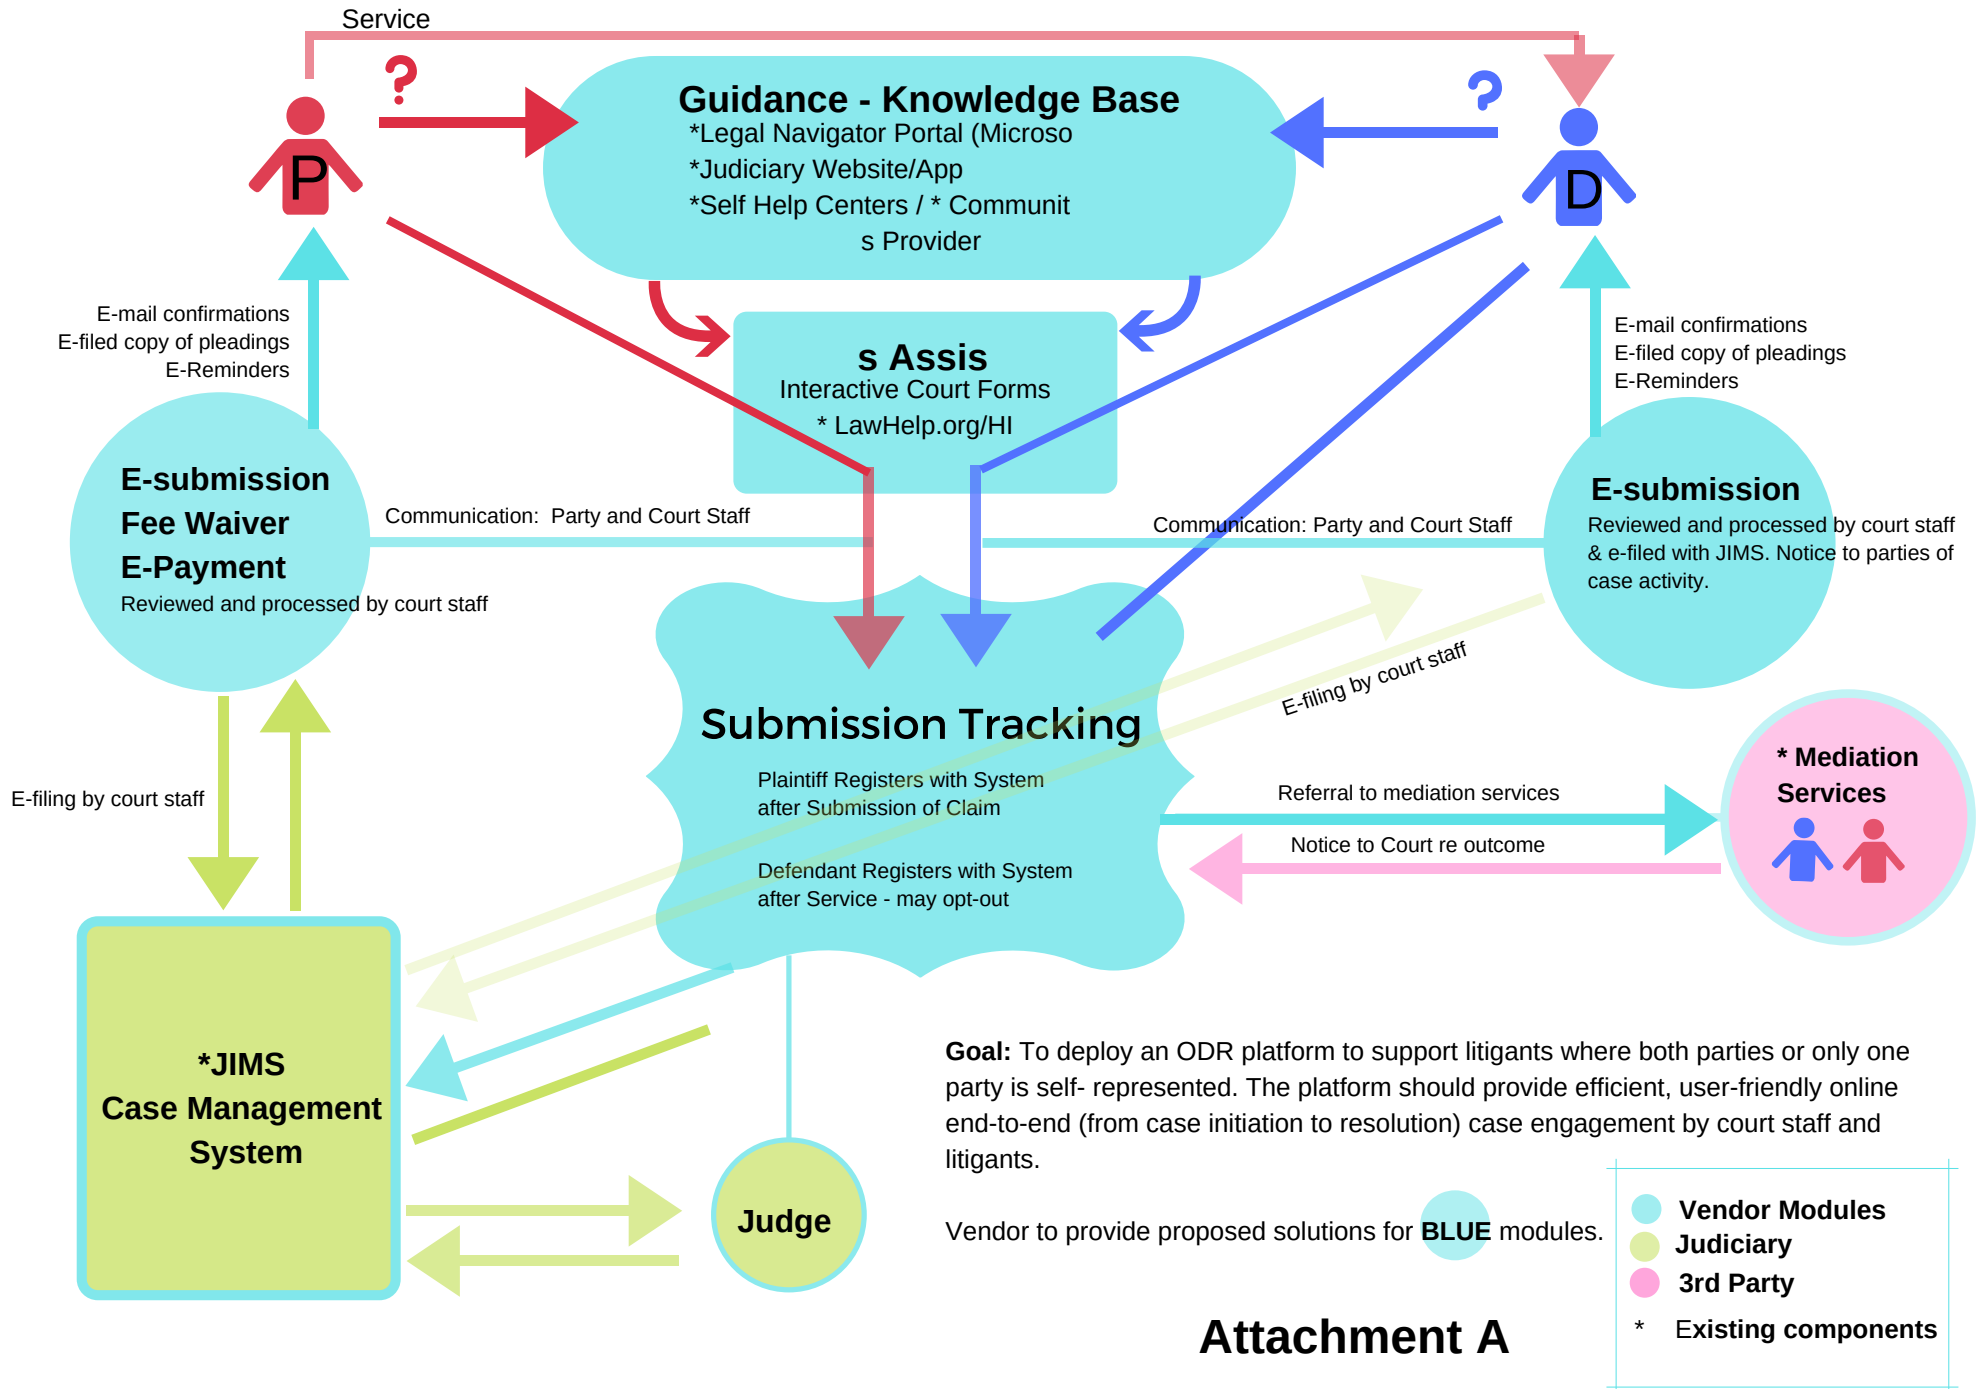 Service
?
?
P
D
Guidance - Knowledge Base
*Legal Navigator Portal (Microso
*Judiciary Website/App
*Self Help Centers / * Communit
s Provider
s Assis
Interactive Court Forms
* LawHelp.org/HI
E-mail confirmations
E-filed copy of pleadings
E-Reminders
E-mail confirmations
E-filed copy of pleadings
E-Reminders
E-submission
Fee Waiver
E-Payment
Reviewed and processed by court staff
Communication: Party and Court Staff
Communication: Party and Court Staff
E-submission
Reviewed and processed by court staff
& e-filed with JIMS. Notice to parties of
case activity.
E-filing by court staff
E-filing by court staff
Submission Tracking
Plaintiff Registers with System
after Submission of Claim
Defendant Registers with System
after Service - may opt-out
Referral to mediation services
Notice to Court re outcome
* Mediation
Services
*JIMS
Case Management
System
Judge
Goal: To deploy an ODR platform to support litigants where both parties or only one
party is self- represented. The platform should provide efficient, user-friendly online
end-to-end (from case initiation to resolution) case engagement by court staff and
litigants.
Vendor to provide proposed solutions for BLUE modules.
Vendor Modules
Judiciary
3rd Party
* Existing components
Attachment A